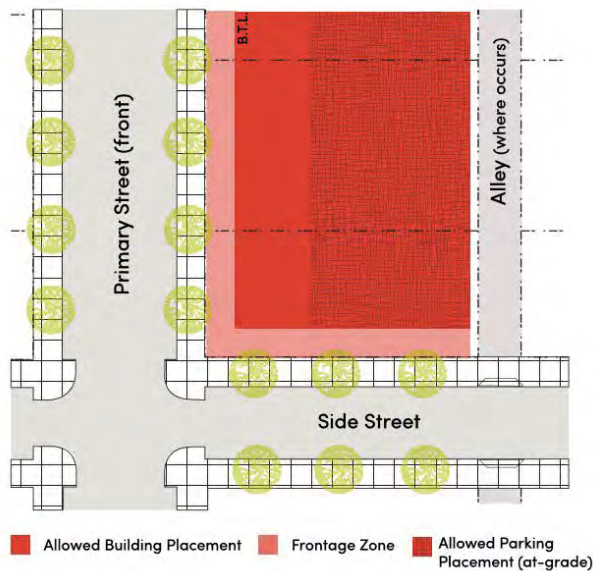 B.T.L.
Primary Street (front)
Alley (where occurs)
Side Street
Allowed Building Placement
Frontage Zone
Allowed Parking
Placement (at-grade)